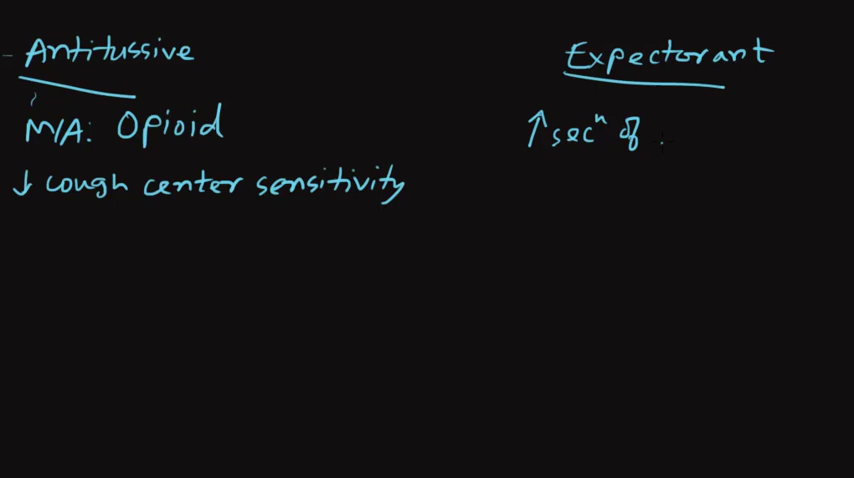 - Antitussive
Expectorant
M/A: Opioid
↑ secⁿ of
↓ cough center sensitivity